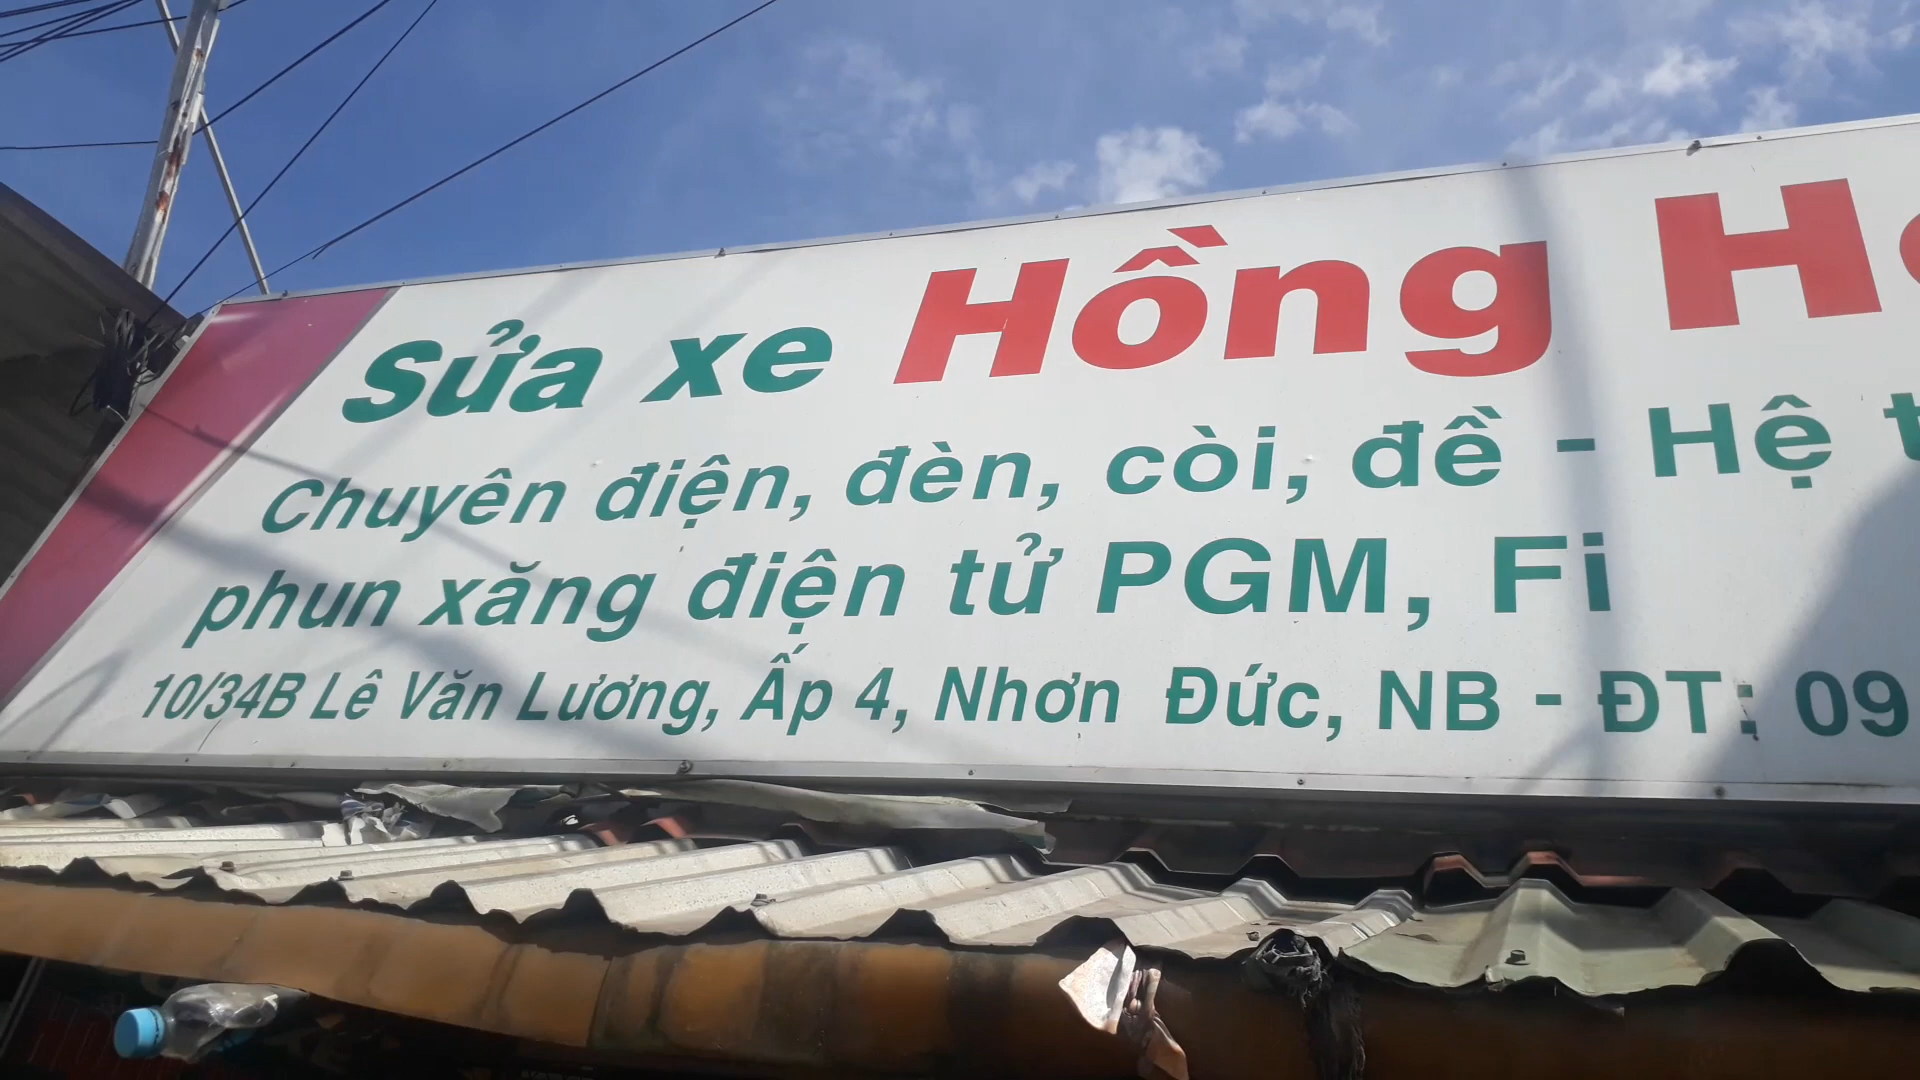 Sửa xe Hồng
Chuyên điện, đèn, còi, đề - Hệ
phun xăng điện tử PGM, Fi
10/34B Lê Văn Lương, Ấp 4, Nhơn Đức, NB - ĐT: 09